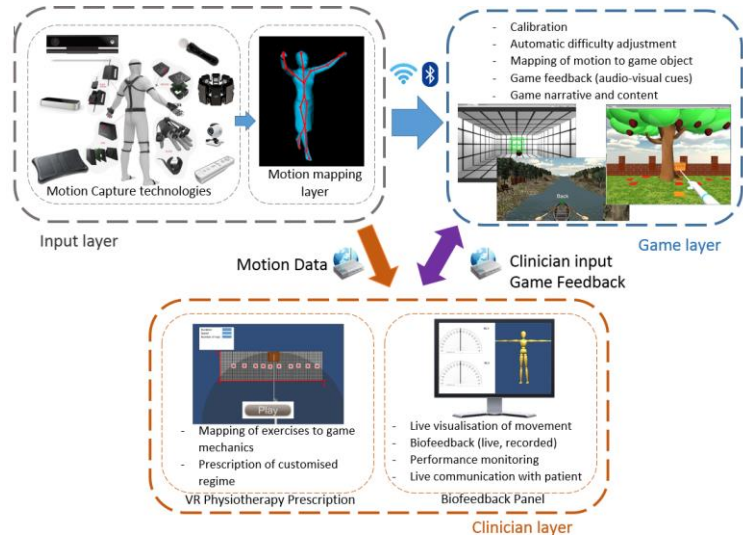 Motion Capture technologies
Motion mapping
layer
Input layer
- Calibration
- Automatic difficulty adjustment
- Mapping of motion to game object
- Game feedback (audio-visual cues)
- Game narrative and content
Back
Game layer
Motion Data
Clinician input
Game Feedback
Play
- Mapping of exercises to game
mechanics
- Prescription of customised
regime
VR Physiotherapy Prescription
- Live visualisation of movement
- Biofeedback (live, recorded)
- Performance monitoring
- Live communication with patient
Biofeedback Panel
Clinician layer